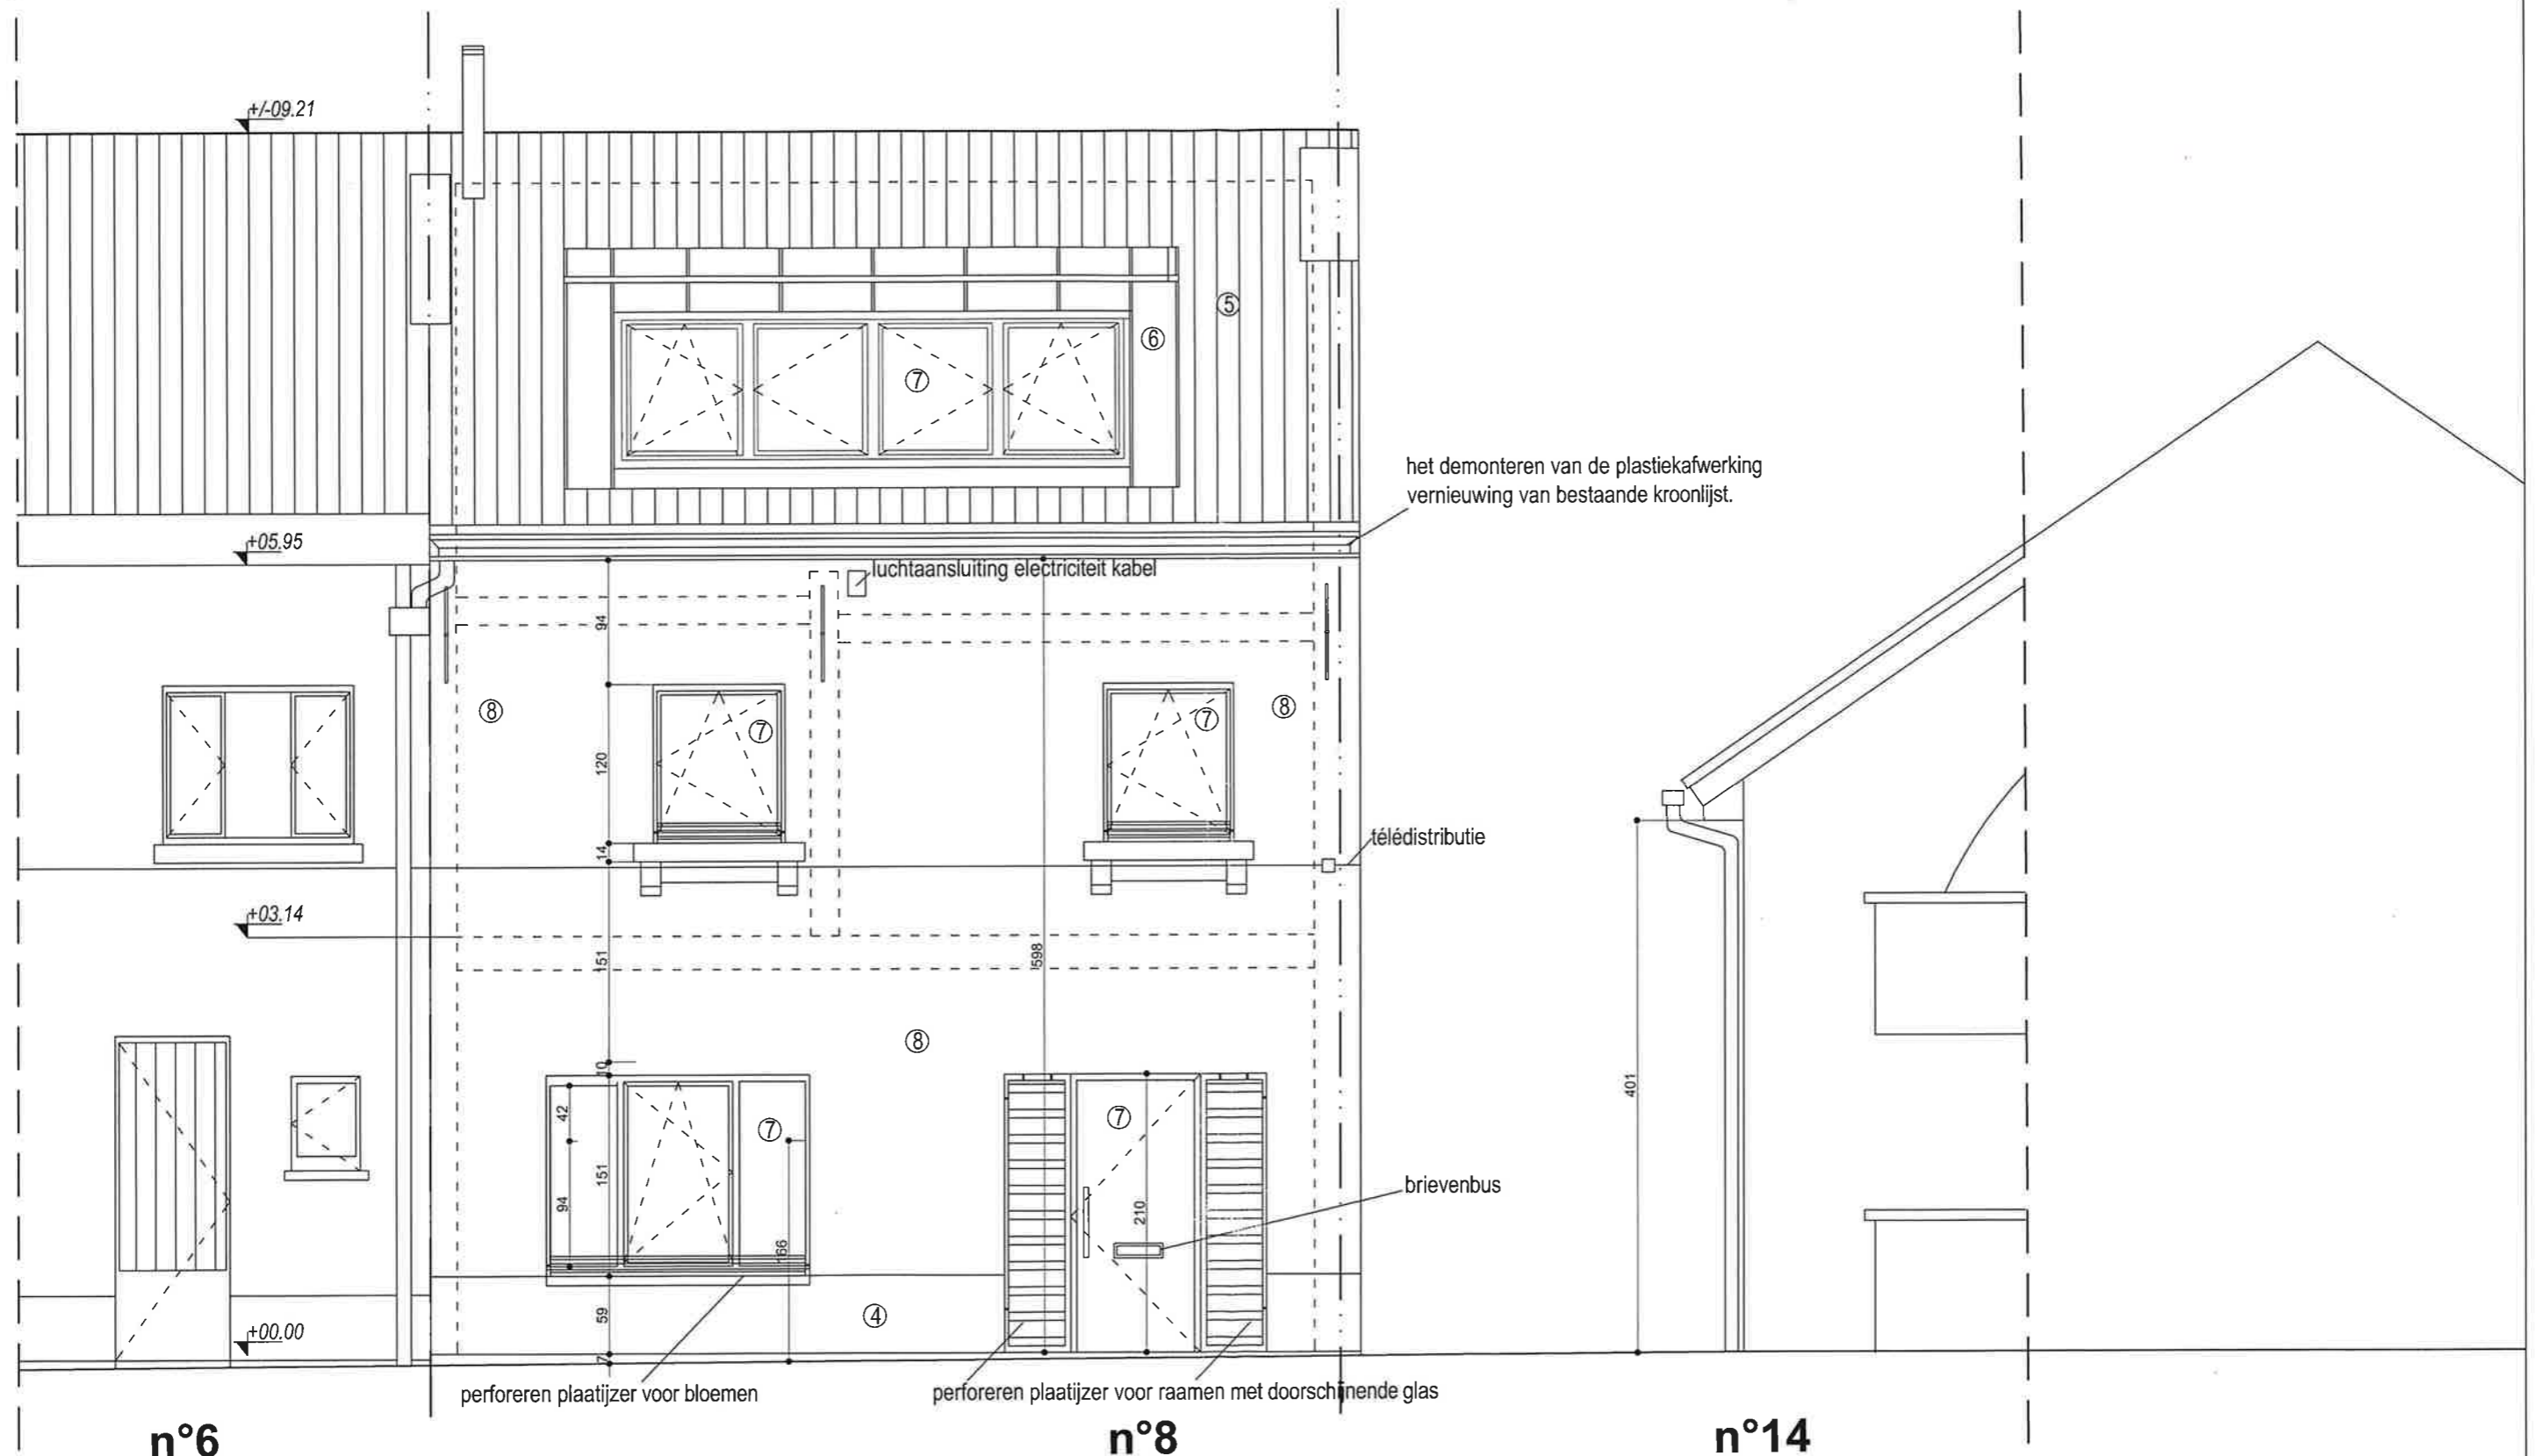 +/-09.21
⑤
⑥
⑦
het demonteren van de plastiekafwerking
vernieuwing van bestaande kroonlijst.
+05.95
luchtaansluiting electriciteit kabel
94
⑧
⑦
⑦
⑧
120
14
télédistributie
+03.14
151
598
⑧
10
42
⑦
⑦
401
151
94
brievenbus
210
166
59
④
+00.00
7
perforeren plaatijzer voor bloemen
perforeren plaatijzer voor raamen met doorschijnende glas
n°6
n°8
n°14